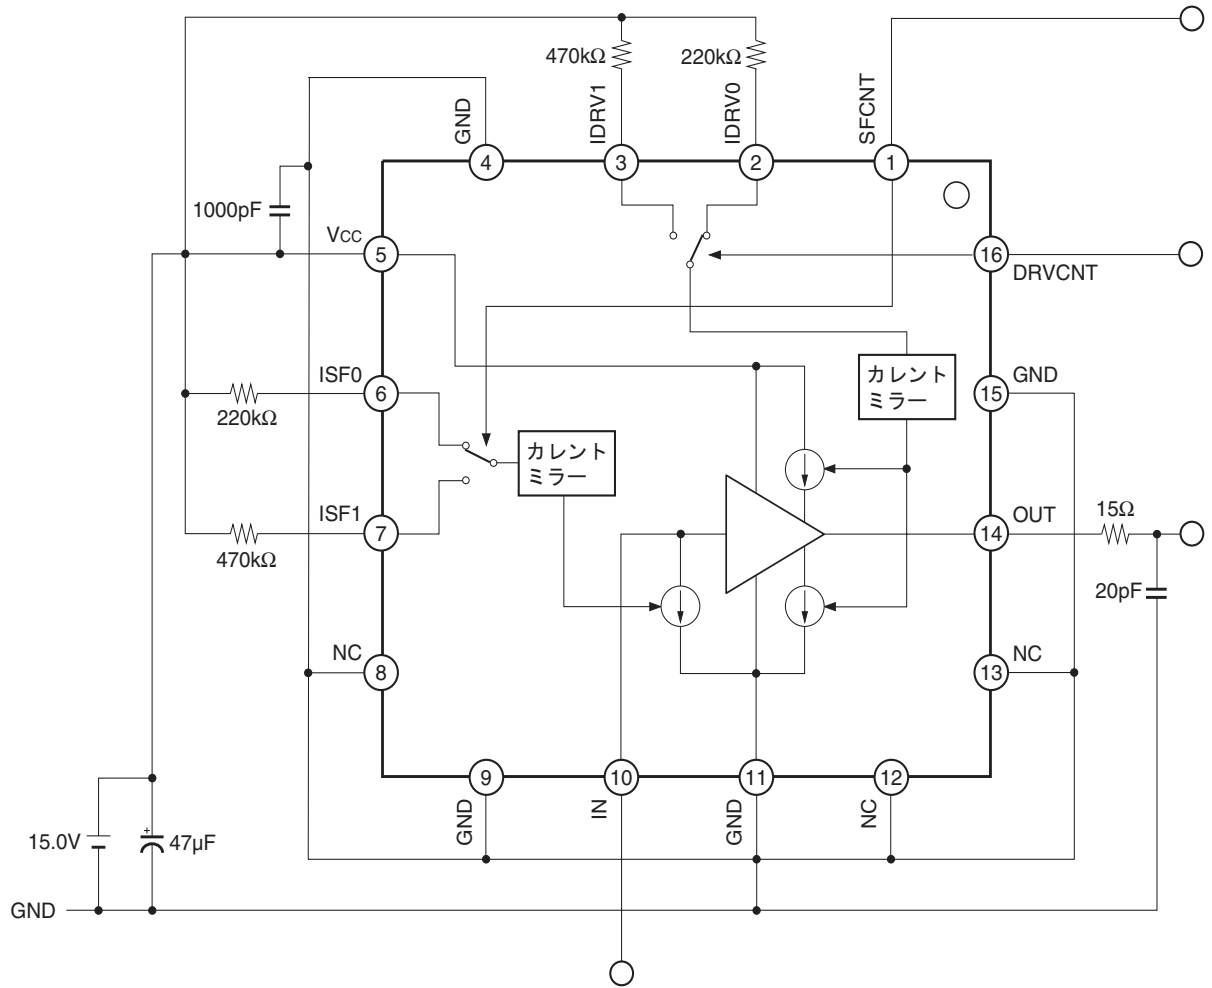 470kΩ
220kΩ
GND
IDRV1
IDRV0
SFCNT
4
3
2
1
1000pF
VCC
5
16
DRVCNT
カレント
ミラー
ISF0
6
220kΩ
GND
15
カレント
ミラー
ISF1
7
470kΩ
OUT
14
15Ω
20pF
NC
8
NC
13
9
10
11
12
GND
IN
GND
NC
15.0V
+
47µF
GND